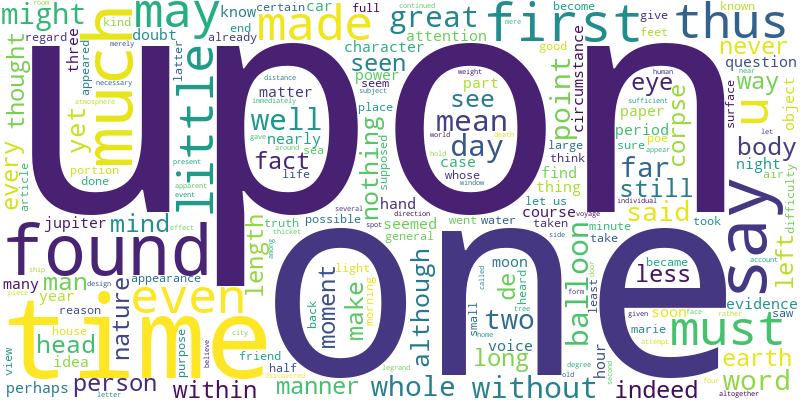 upon
one
time
found
first
made
much
little
say
must
even
thus
may
great
might
thought
every
well
fact
mean
day
see
seen
point
still
far
eye
said
never
way
question
body
night
object
left
difficulty
evidence
earth
word
indeed
less
two
de
long
balloon
although
moment
make
length
nothing
mind
man
many
head
nature
person
within
manner
whole
without
perhaps
idea
year
reason
house
appearance
jupiter
portion
done
article
yet
kind
regard
three
doubt
appeared
latter
already
know
end
certain
car
full
character
attention
power
seem
matter
nearly
part
place
supposed
case
whose
life
sea
around
gave
immediately
distance
subject
necessary
merely
atmosphere
present
apparent
event
room
continued
become
give
feet
known
good
circumstance
paper
period
poe
corpse
surface
human
near
weight
sufficient
world
death
hold
window
large
think
sure
find
thing
let us
course
taken
hand
truth
possible
seemed
general
several
direction
spot
went
water
voyage
individual
minute
take
took
air
let
appear
moon
heard
voice
small
called
home
tree
form
side
degree
old
hour
least
second
door
became
given
soon
face
rather
marie
attempt
four
saw
account
altogether
mere
light
morning
back
half
friend
city
purpose
believe
effect
design
view
ship
piece
letter
thicket
among
legrand
discovered
u